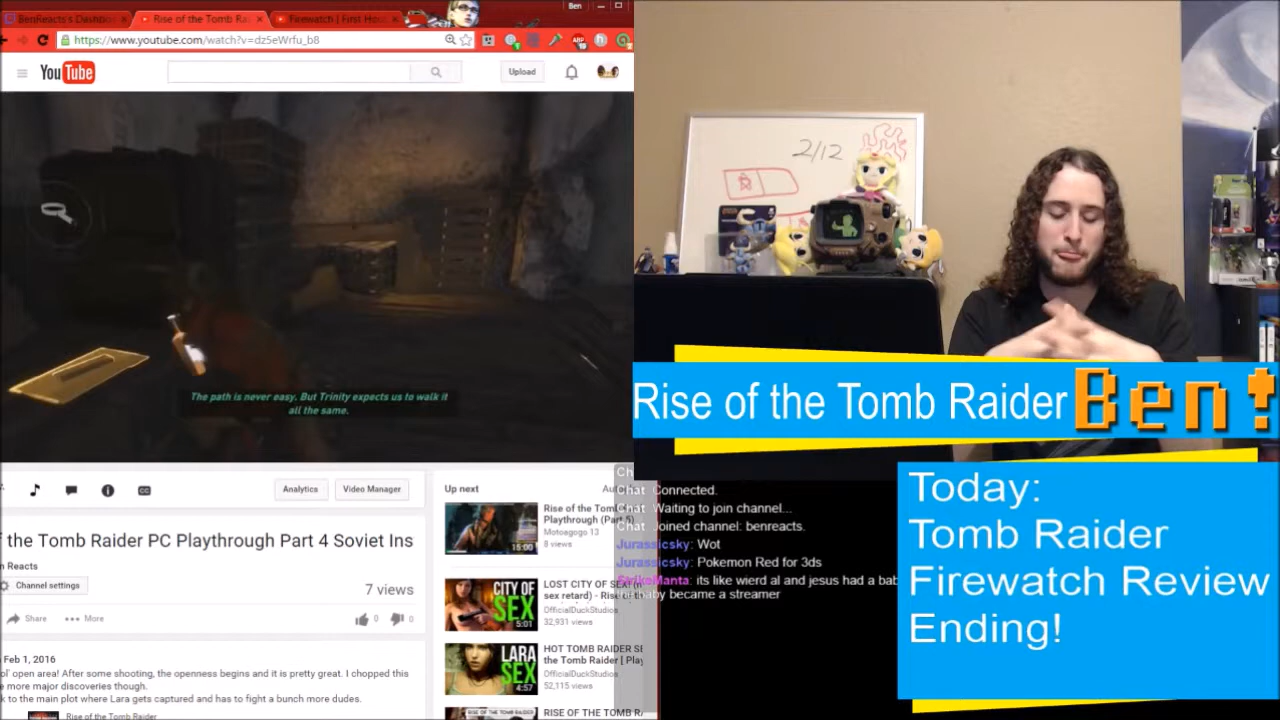 BenReacts's Dashbo
Rise of the Tomb Rai
Firewatch | First Hou
Ben
https://www.youtube.com/watch?v=dz5eWrfu_b8
YouTube
Upload
2/12
The path is never easy. But Trinity expects us to walk it
all the same.
Rise of the Tomb Raider Ben!
Today:
Tomb Raider
Firewatch Review
Ending!
Analytics
Video Manager
the Tomb Raider PC Playthrough Part 4 Soviet Ins
n Reacts
Channel settings
7 views
Share
More
0
0
Feb 1, 2016
open area! After some shooting, the openness begins and it is pretty great. I chopped this
more major discoveries though.
k to the main plot where Lara gets captured and has to fight a bunch more dudes.
Rise of the Tomb Raider
Up next
Rise of the Tom
Playthrough (Part 5)
Motoagogo 13
8 views
15:00
CITY OF SEX
5:01
LOST CITY OF SEX!
sex retard) - Rise
OfficialDuckStudios
32,931 views
LARA SEX
4:57
HOT TOMB RAIDER SE
the Tomb Raider [Play
OfficialDuckStudios
52,115 views
RISE OF THE TOMB RA
Chat Connected.
Chat Waiting to join channel...
Chat Joined channel: benreacts.
Jurassicsky: Wot
Jurassicsky: Pokemon Red for 3ds
StrikeManta: its like wierd al and jesus had a bab
baby became a streamer